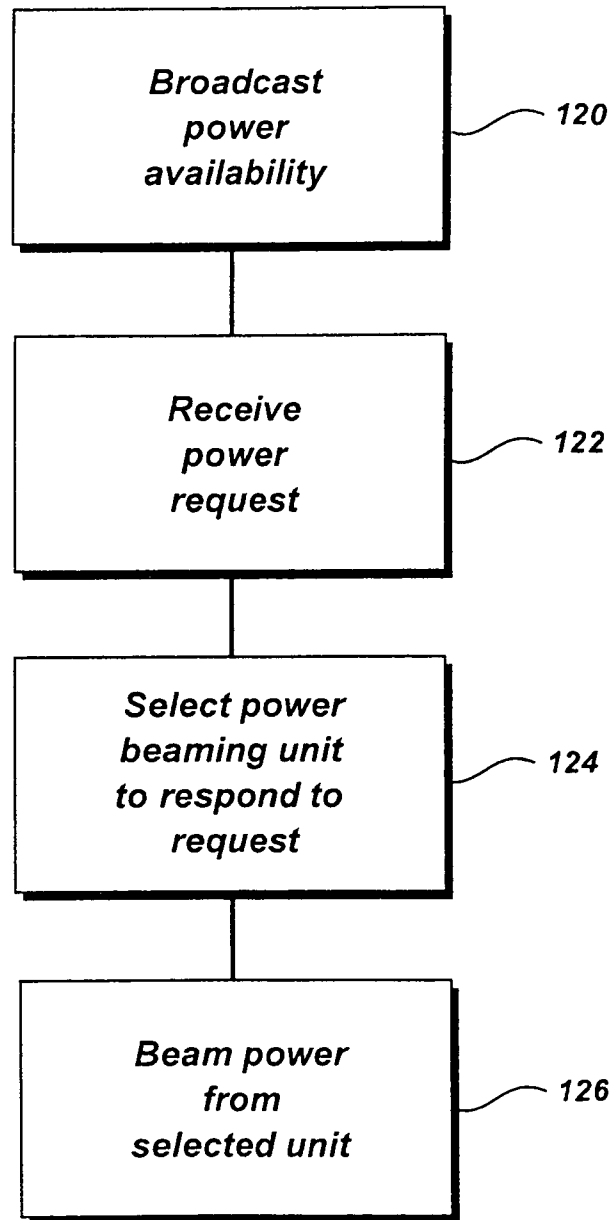 Broadcast
power
availability
120
Receive
power
request
122
Select power
beaming unit
to respond to
request
124
Beam power
from
selected unit
126